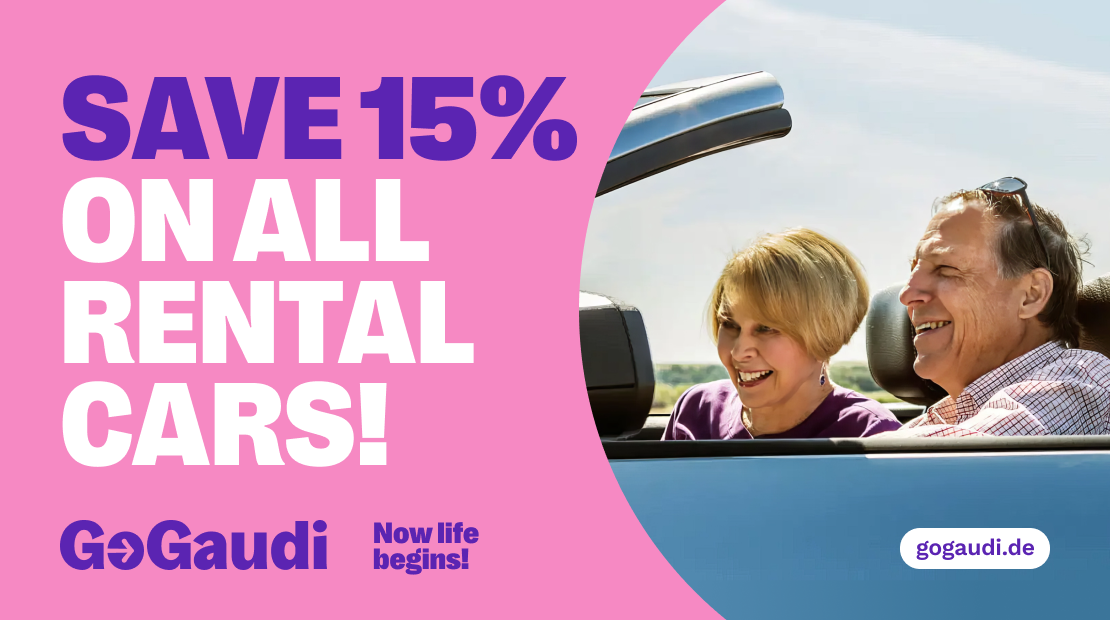 SAVE 15%
ON ALL
RENTAL
CARS!
GoGaudi
Now life
begins!
gogaudi.de